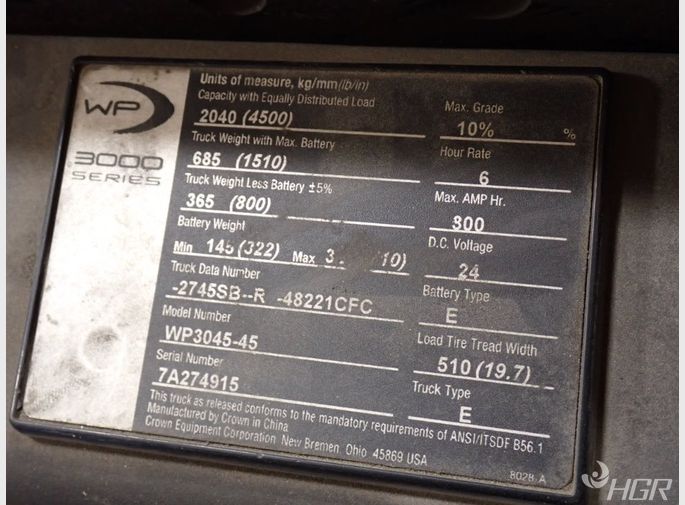 WP
3000
SERIES
Units of measure, kg/mm(lb/in)
Capacity with Equally Distributed Load
2040 (4500)
Truck Weight with Max. Battery
685 (1510)
Truck Weight Less Battery ±5%
365 (800)
Battery Weight
Min 145 (322) Max 3 10)
Truck Data Number
-2745SB--R -48221CFC
Model Number
WP3045-45
Serial Number
7A274915
Max. Grade
10% %
Hour Rate
6
Max. AMP Hr.
D.C. Voltage
24
Battery Type
E
Load Tire Tread Width
510 (19.7)
Truck Type
E
This truck as released conforms to the mandatory requirements of ANSI/ITSDF B56.1
Manufactured by Crown in China
Crown Equipment Corporation, New Bremen, Ohio 45869 USA
8028 A
HGR